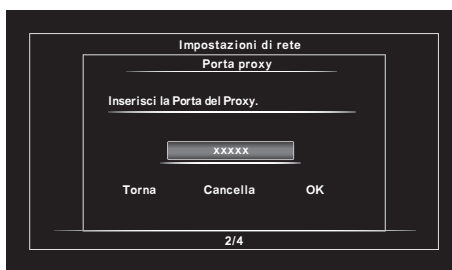 Impostazioni di rete
Porta proxy
Inserisci la Porta del Proxy.
xxxxx
Torna Cancella OK
2/4